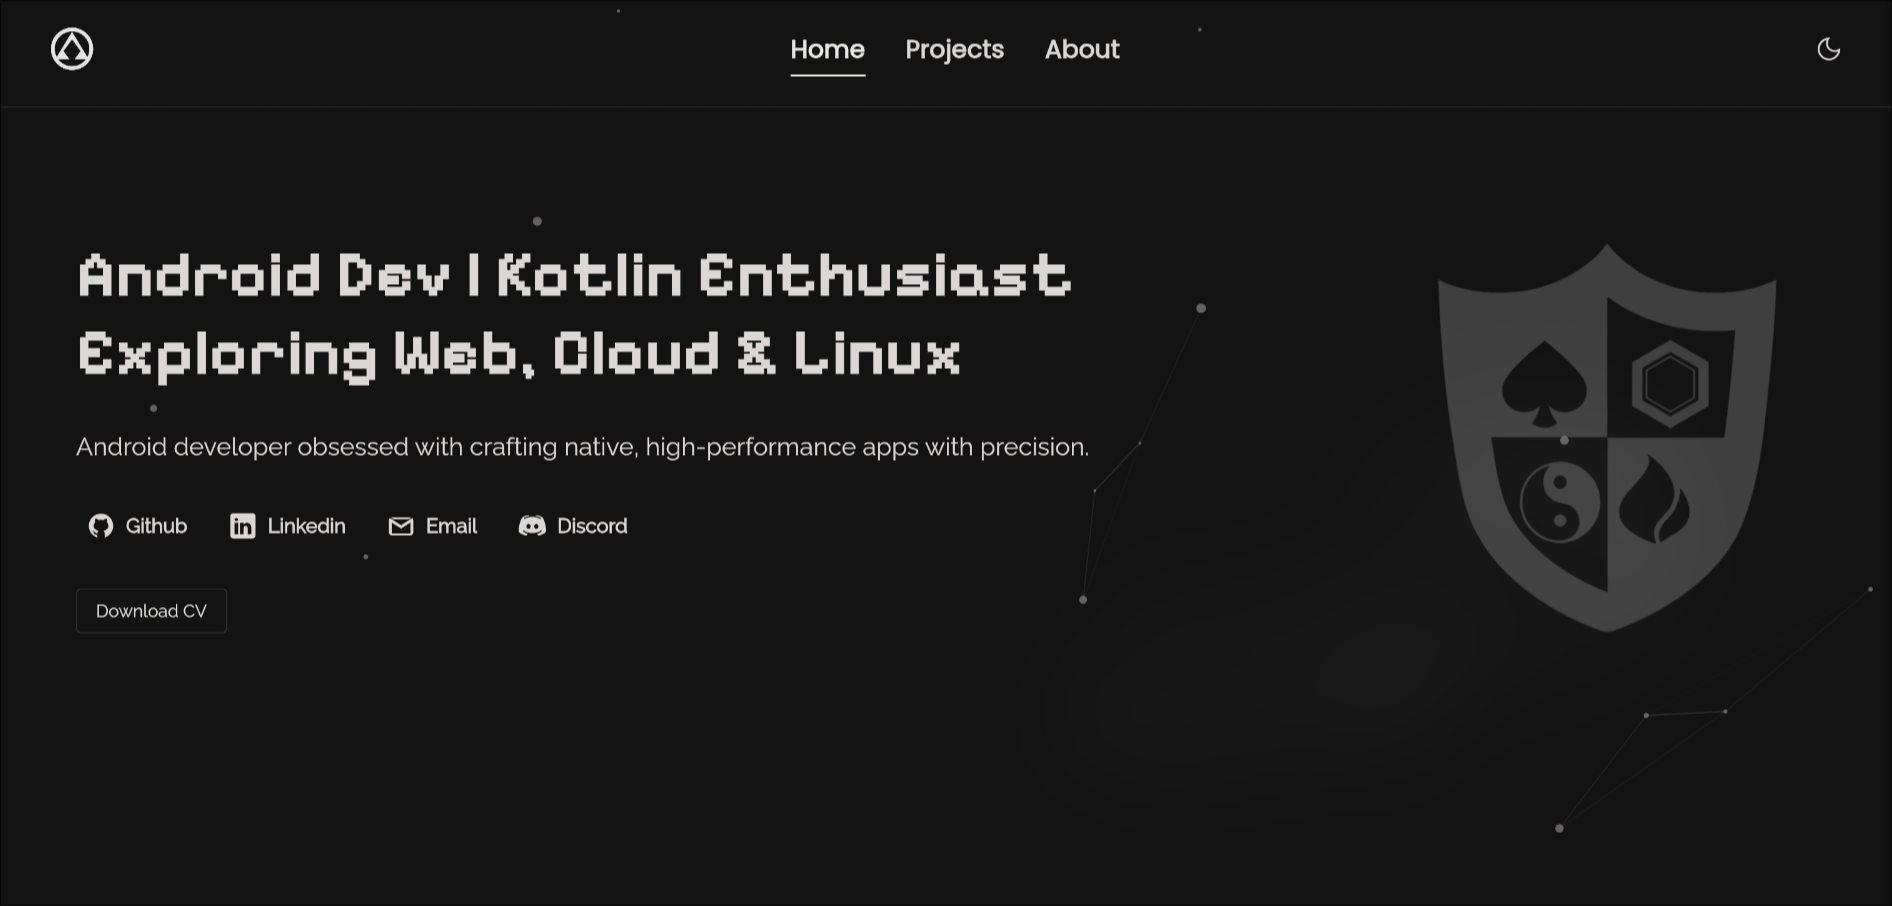 Home Projects About
Android Dev | Kotlin Enthusiast
Exploring Web, Cloud & Linux
Android developer obsessed with crafting native, high-performance apps with precision.
Github Linkedin Email Discord
Download CV